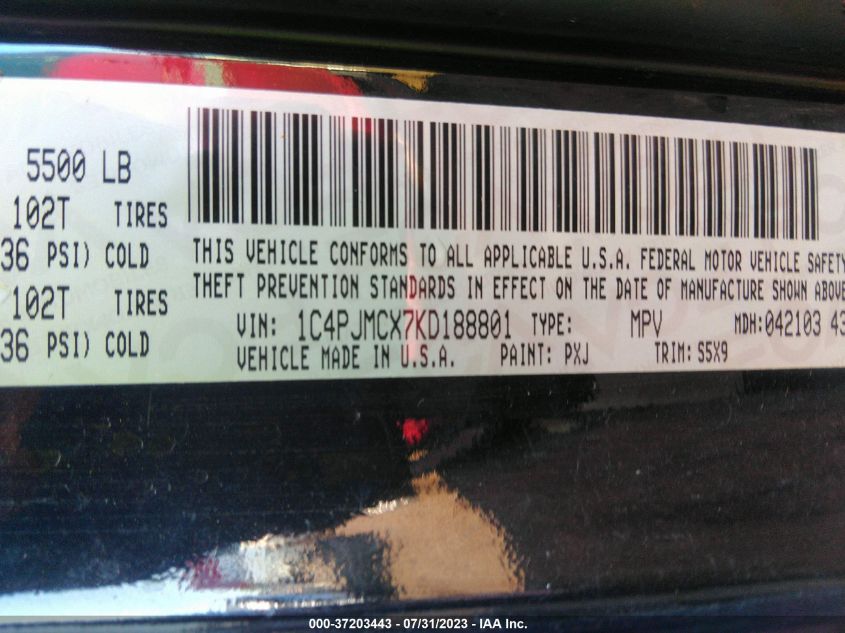 5500 LB
102T TIRES
36 PSI) COLD
102T TIRES
36 PSI) COLD
THIS VEHICLE CONFORMS TO ALL APPLICABLE U.S.A. FEDERAL MOTOR VEHICLE SAFETY
THEFT PREVENTION STANDARDS IN EFFECT ON THE DATE OF MANUFACTURE SHOWN ABOVE
VIN: 1C4PJMCX7KD188801 TYPE: MPV MDH:042103 43
VEHICLE MADE IN U.S.A. PAINT: PXJ TRIM: S5X9
000-37203443 - 07/31/2023 - IAA Inc.